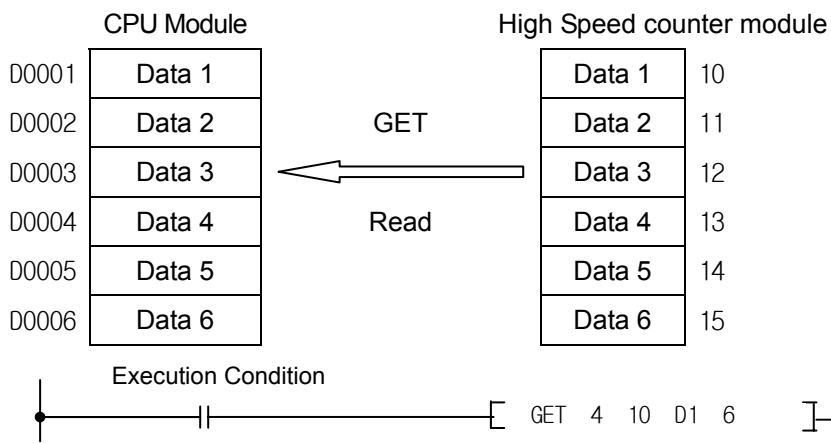 CPU Module High Speed counter module
D0001 Data 1 Data 1 10
D0002 Data 2 GET Data 2 11
D0003 Data 3 Data 3 12
D0004 Data 4 Read Data 4 13
D0005 Data 5 Data 5 14
D0006 Data 6 Data 6 15
Execution Condition
GET 4 10 D1 6